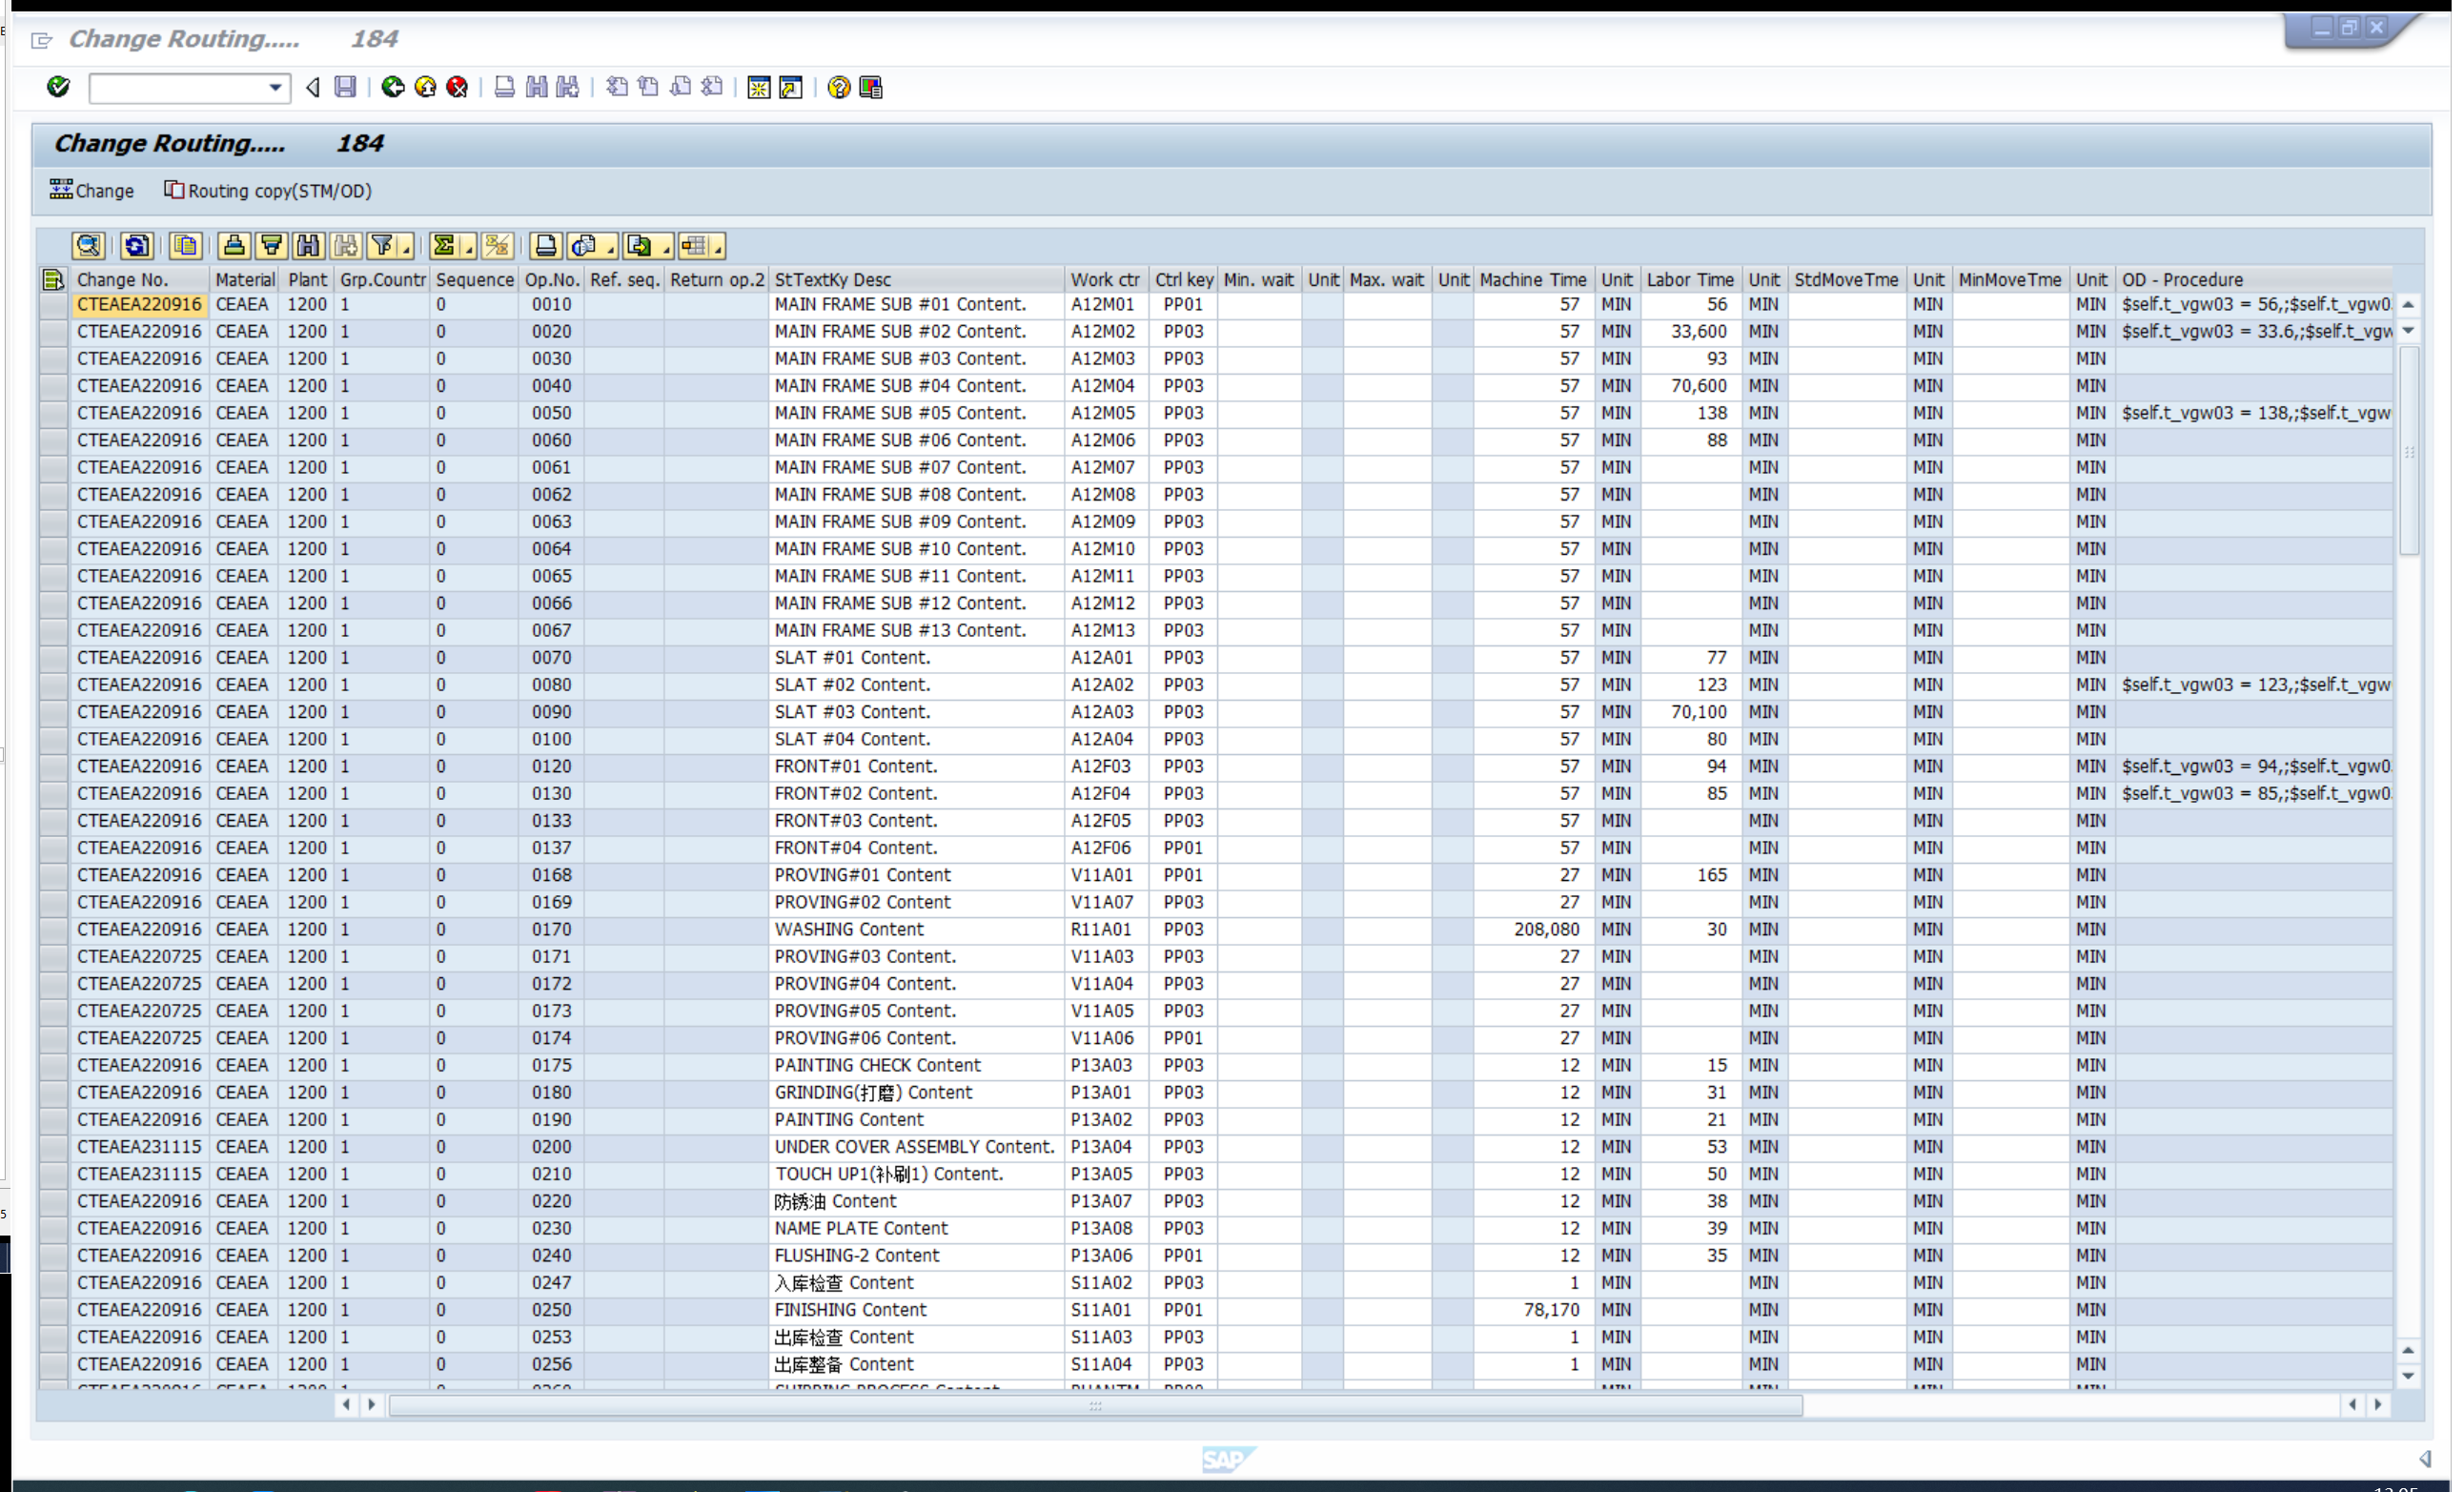 Change Routing..... 184
Change Routing..... 184
Change Routing copy(STM/OD)
Change No. Material Plant Grp.Countr Sequence Op.No. Ref. seq. Return op.2 StTextKy Desc Work ctr Ctrl key Min. wait Unit Max. wait Unit Machine Time Unit Labor Time Unit StdMoveTme Unit MinMoveTme Unit OD - Procedure
CTEAEA220916 CEAEA 1200 1 0 0010 MAIN FRAME SUB #01 Content. A12M01 PP01 57 MIN 56 MIN MIN MIN $self.t_vgw03 = 56,;$self.t_vgw0
CTEAEA220916 CEAEA 1200 1 0 0020 MAIN FRAME SUB #02 Content. A12M02 PP03 57 MIN 33,600 MIN MIN MIN $self.t_vgw03 = 33.6,;$self.t_vgw
CTEAEA220916 CEAEA 1200 1 0 0030 MAIN FRAME SUB #03 Content. A12M03 PP03 57 MIN 93 MIN MIN MIN
CTEAEA220916 CEAEA 1200 1 0 0040 MAIN FRAME SUB #04 Content. A12M04 PP03 57 MIN 70,600 MIN MIN MIN
CTEAEA220916 CEAEA 1200 1 0 0050 MAIN FRAME SUB #05 Content. A12M05 PP03 57 MIN 138 MIN MIN MIN $self.t_vgw03 = 138,;$self.t_vgw
CTEAEA220916 CEAEA 1200 1 0 0060 MAIN FRAME SUB #06 Content. A12M06 PP03 57 MIN 88 MIN MIN MIN
CTEAEA220916 CEAEA 1200 1 0 0061 MAIN FRAME SUB #07 Content. A12M07 PP03 57 MIN MIN MIN MIN
CTEAEA220916 CEAEA 1200 1 0 0062 MAIN FRAME SUB #08 Content. A12M08 PP03 57 MIN MIN MIN MIN
CTEAEA220916 CEAEA 1200 1 0 0063 MAIN FRAME SUB #09 Content. A12M09 PP03 57 MIN MIN MIN MIN
CTEAEA220916 CEAEA 1200 1 0 0064 MAIN FRAME SUB #10 Content. A12M10 PP03 57 MIN MIN MIN MIN
CTEAEA220916 CEAEA 1200 1 0 0065 MAIN FRAME SUB #11 Content. A12M11 PP03 57 MIN MIN MIN MIN
CTEAEA220916 CEAEA 1200 1 0 0066 MAIN FRAME SUB #12 Content. A12M12 PP03 57 MIN MIN MIN MIN
CTEAEA220916 CEAEA 1200 1 0 0067 MAIN FRAME SUB #13 Content. A12M13 PP03 57 MIN MIN MIN MIN
CTEAEA220916 CEAEA 1200 1 0 0070 SLAT #01 Content. A12A01 PP03 57 MIN 77 MIN MIN MIN
CTEAEA220916 CEAEA 1200 1 0 0080 SLAT #02 Content. A12A02 PP03 57 MIN 123 MIN MIN MIN $self.t_vgw03 = 123,;$self.t_vgw
CTEAEA220916 CEAEA 1200 1 0 0090 SLAT #03 Content. A12A03 PP03 57 MIN 70,100 MIN MIN MIN
CTEAEA220916 CEAEA 1200 1 0 0100 SLAT #04 Content. A12A04 PP03 57 MIN 80 MIN MIN MIN
CTEAEA220916 CEAEA 1200 1 0 0120 FRONT#01 Content. A12F03 PP03 57 MIN 94 MIN MIN MIN $self.t_vgw03 = 94,;$self.t_vgw0
CTEAEA220916 CEAEA 1200 1 0 0130 FRONT#02 Content. A12F04 PP03 57 MIN 85 MIN MIN MIN $self.t_vgw03 = 85,;$self.t_vgw0
CTEAEA220916 CEAEA 1200 1 0 0133 FRONT#03 Content. A12F05 PP03 57 MIN MIN MIN MIN
CTEAEA220916 CEAEA 1200 1 0 0137 FRONT#04 Content. A12F06 PP01 57 MIN MIN MIN MIN
CTEAEA220916 CEAEA 1200 1 0 0168 PROVING#01 Content V11A01 PP01 27 MIN 165 MIN MIN MIN
CTEAEA220916 CEAEA 1200 1 0 0169 PROVING#02 Content V11A07 PP03 27 MIN MIN MIN MIN
CTEAEA220916 CEAEA 1200 1 0 0170 WASHING Content R11A01 PP03 208,080 MIN 30 MIN MIN MIN
CTEAEA220725 CEAEA 1200 1 0 0171 PROVING#03 Content. V11A03 PP03 27 MIN MIN MIN MIN
CTEAEA220725 CEAEA 1200 1 0 0172 PROVING#04 Content. V11A04 PP03 27 MIN MIN MIN MIN
CTEAEA220725 CEAEA 1200 1 0 0173 PROVING#05 Content. V11A05 PP03 27 MIN MIN MIN MIN
CTEAEA220725 CEAEA 1200 1 0 0174 PROVING#06 Content. V11A06 PP01 27 MIN MIN MIN MIN
CTEAEA220916 CEAEA 1200 1 0 0175 PAINTING CHECK Content P13A03 PP03 12 MIN 15 MIN MIN MIN
CTEAEA220916 CEAEA 1200 1 0 0180 GRINDING(打磨) Content P13A01 PP03 12 MIN 31 MIN MIN MIN
CTEAEA220916 CEAEA 1200 1 0 0190 PAINTING Content P13A02 PP03 12 MIN 21 MIN MIN MIN
CTEAEA231115 CEAEA 1200 1 0 0200 UNDER COVER ASSEMBLY Content. P13A04 PP03 12 MIN 53 MIN MIN MIN
CTEAEA231115 CEAEA 1200 1 0 0210 TOUCH UP1(补刷1) Content. P13A05 PP03 12 MIN 50 MIN MIN MIN
CTEAEA220916 CEAEA 1200 1 0 0220 防锈油 Content P13A07 PP03 12 MIN 38 MIN MIN MIN
CTEAEA220916 CEAEA 1200 1 0 0230 NAME PLATE Content P13A08 PP03 12 MIN 39 MIN MIN MIN
CTEAEA220916 CEAEA 1200 1 0 0240 FLUSHING-2 Content P13A06 PP01 12 MIN 35 MIN MIN MIN
CTEAEA220916 CEAEA 1200 1 0 0247 入库检查 Content S11A02 PP03 1 MIN MIN MIN MIN
CTEAEA220916 CEAEA 1200 1 0 0250 FINISHING Content S11A01 PP01 78,170 MIN MIN MIN MIN
CTEAEA220916 CEAEA 1200 1 0 0253 出库检查 Content S11A03 PP03 1 MIN MIN MIN MIN
CTEAEA220916 CEAEA 1200 1 0 0256 出库整备 Content S11A04 PP03 1 MIN MIN MIN MIN
SAP